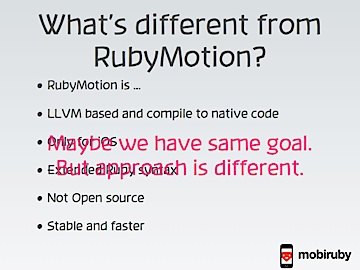 What's different from
RubyMotion?
• RubyMotion is ...
• LLVM based and compile to native code
• Only for iOS
Maybe we have same goal.
• Extended Ruby syntax
But approach is different.
• Not Open source
• Stable and faster
mobiruby